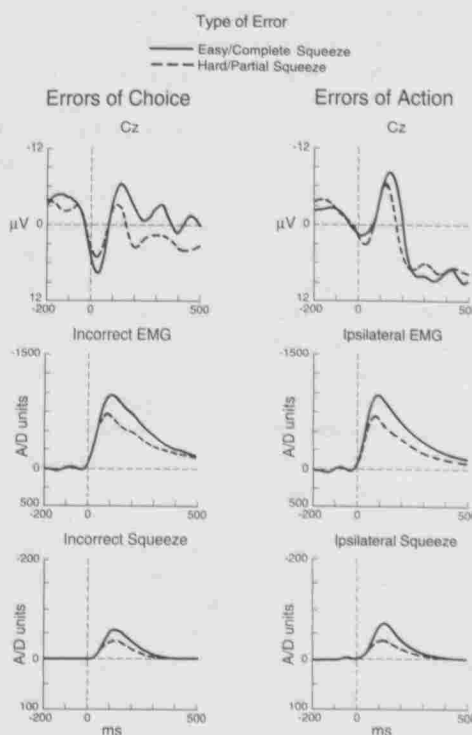 Type of Error
Easy/Complete Squeeze
Hard/Partial Squeeze
Errors of Choice
Errors of Action
Cz
Cz
-12
μV 0
12
-200 0 500
-12
μV 0
12
-200 0 500
Incorrect EMG
Ipsilateral EMG
-1500
A/D units
0
500
-200 0 500
-1500
A/D units
0
500
-200 0 500
Incorrect Squeeze
Ipsilateral Squeeze
-200
A/D units
0
100
-200 0 500
ms
-200
A/D units
0
100
-200 0 500
ms